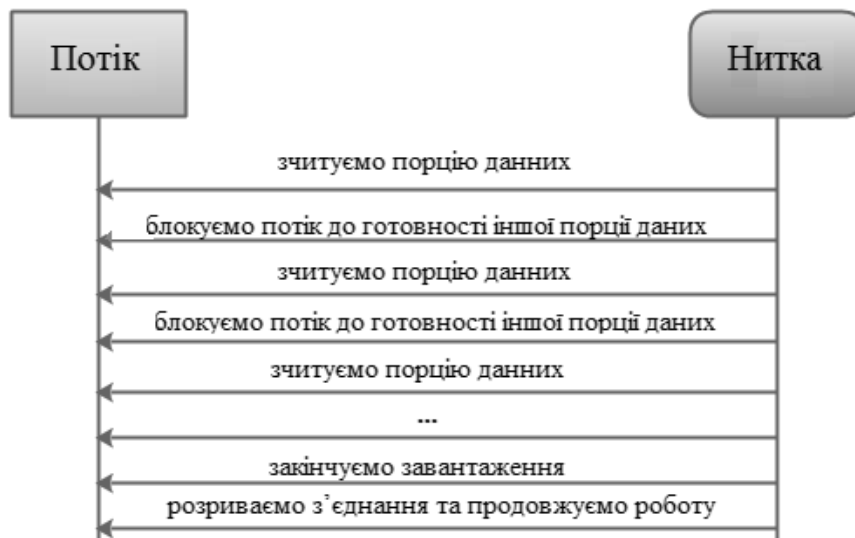 Потік
Нитка
зчитуємо порцію данних
блокуємо потік до готовності іншої порції даних
зчитуємо порцію данних
блокуємо потік до готовності іншої порції даних
зчитуємо порцію данних
...
закінчуємо завантаження
розриваємо з’єднання та продовжуємо роботу